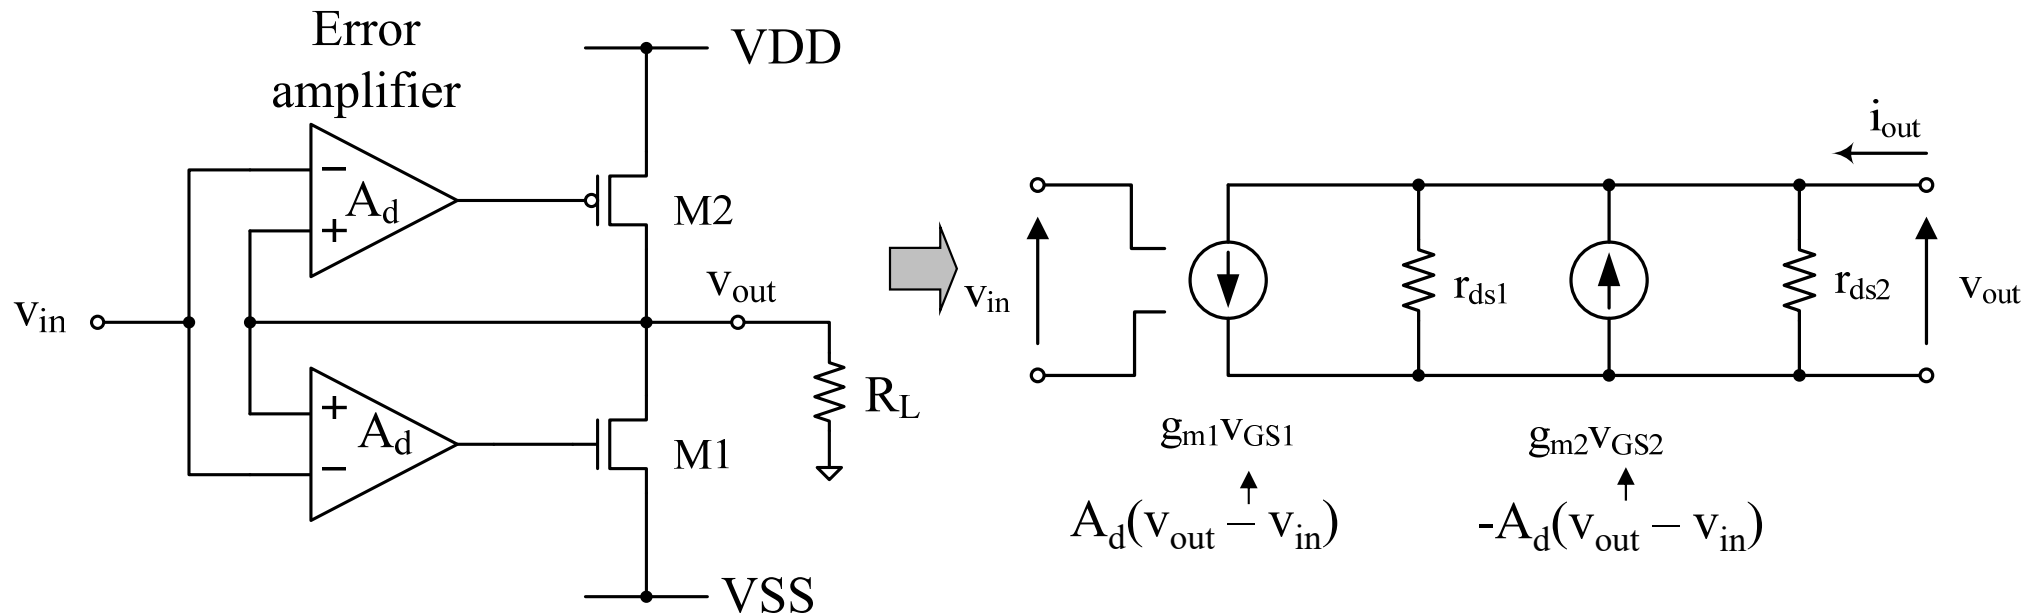 Error
amplifier
VDD
−
A_d
+
M2
v_in
v_out
+
A_d
−
M1
R_L
VSS
i_out
v_in
r_ds1
r_ds2
v_out
g_m1v_GS1
g_m2v_GS2
A_d(v_out − v_in)
-A_d(v_out − v_in)